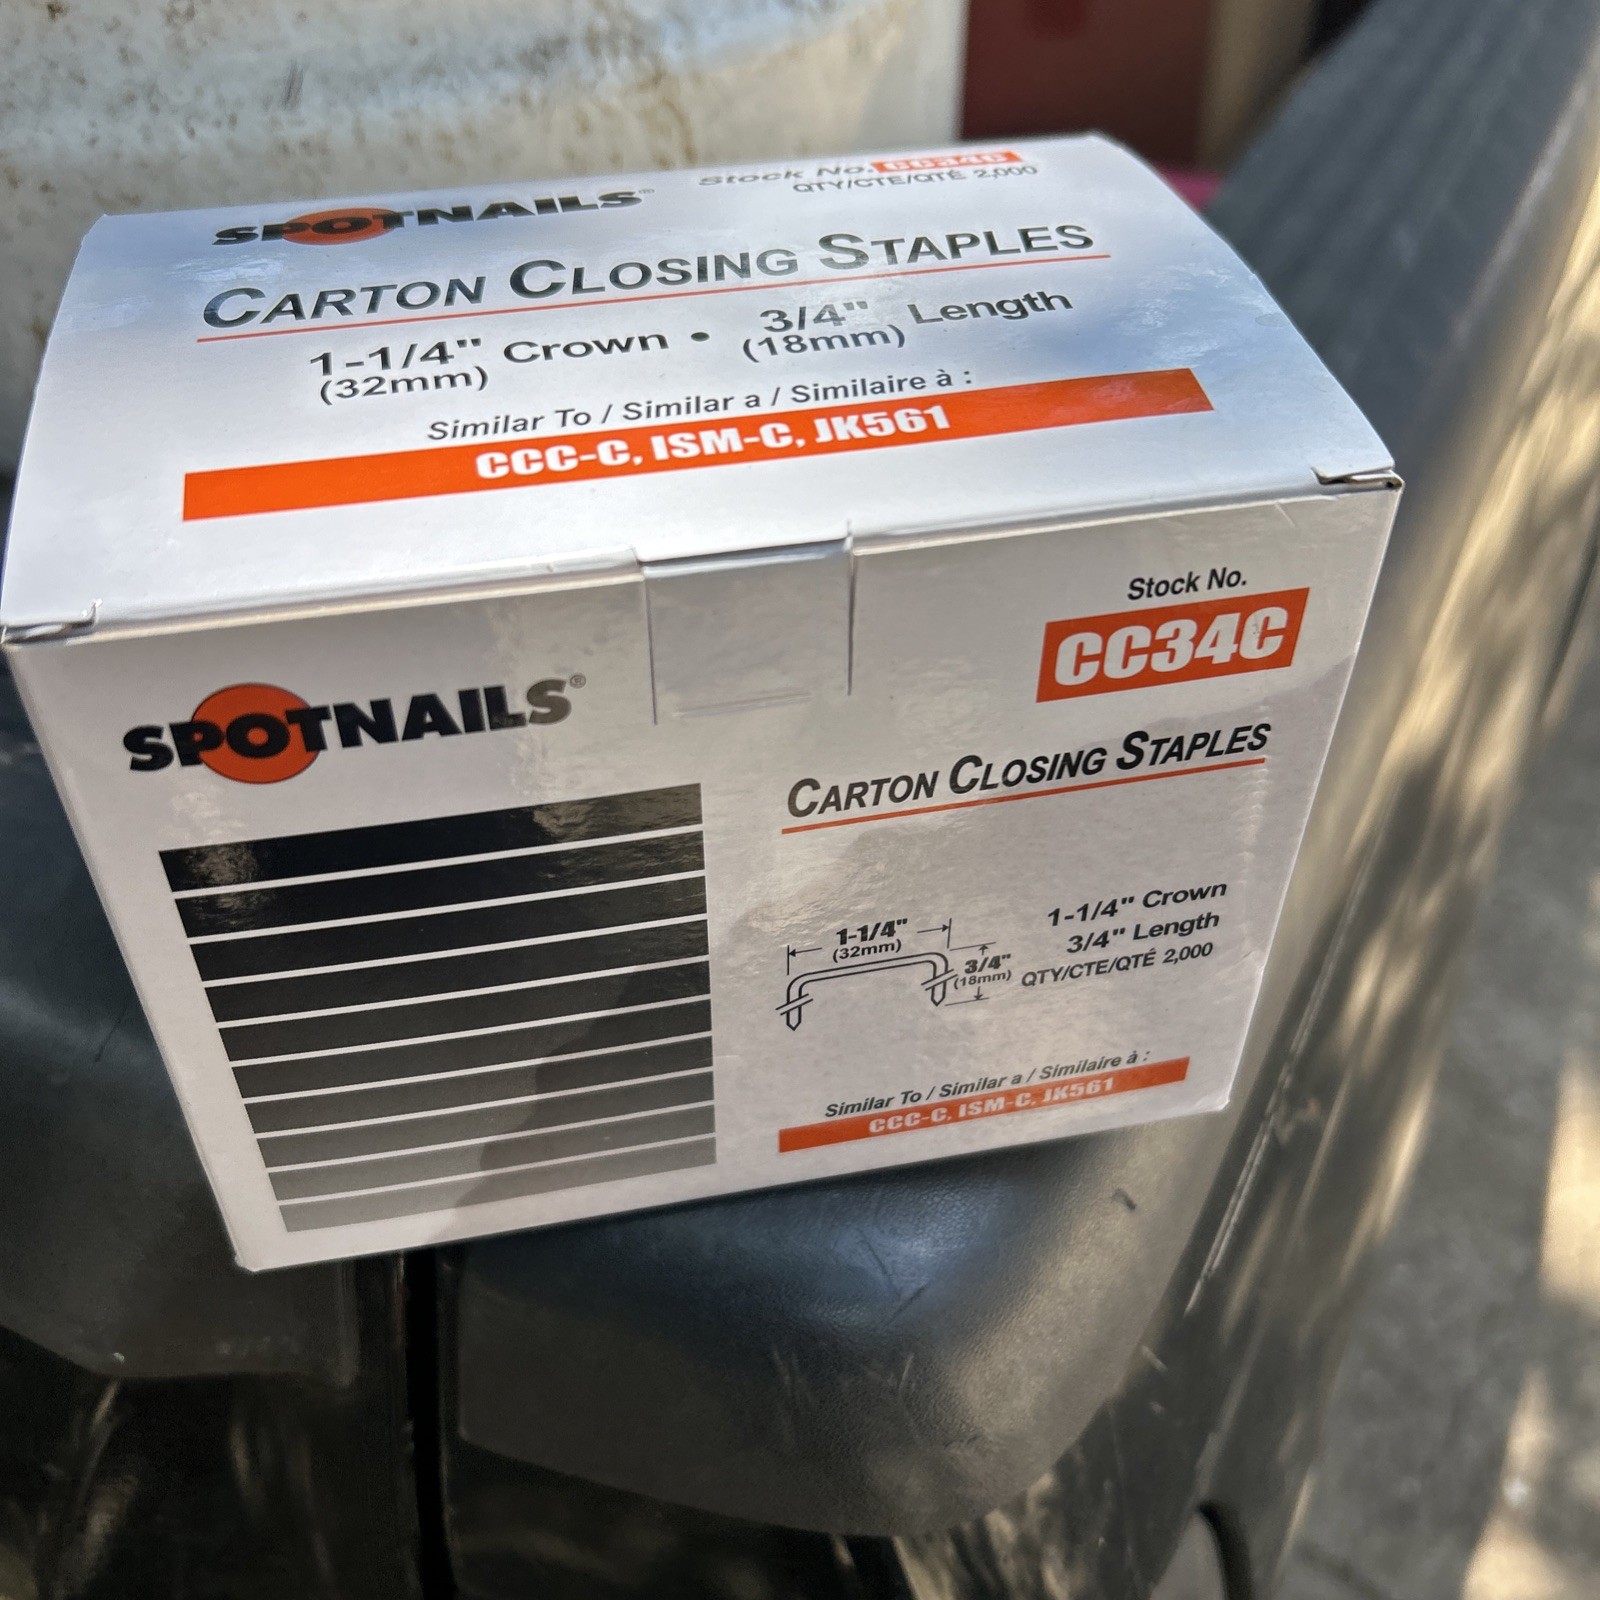 SPOTNAILS®
Stock No. CC34C
QTY/CTE/QTÉ 2,000
CARTON CLOSING STAPLES
1-1/4" Crown • 3/4" Length
(32mm) (18mm)
Similar To / Similar a / Similaire à :
CCC-C, ISM-C, JK561
Stock No.
CC34C
SPOTNAILS®
CARTON CLOSING STAPLES
1-1/4"
(32mm)
3/4"
(18mm)
1-1/4" Crown
3/4" Length
QTY/CTE/QTÉ 2,000
Similar To / Similar a / Similaire à :
CCC-C, ISM-C, JK561